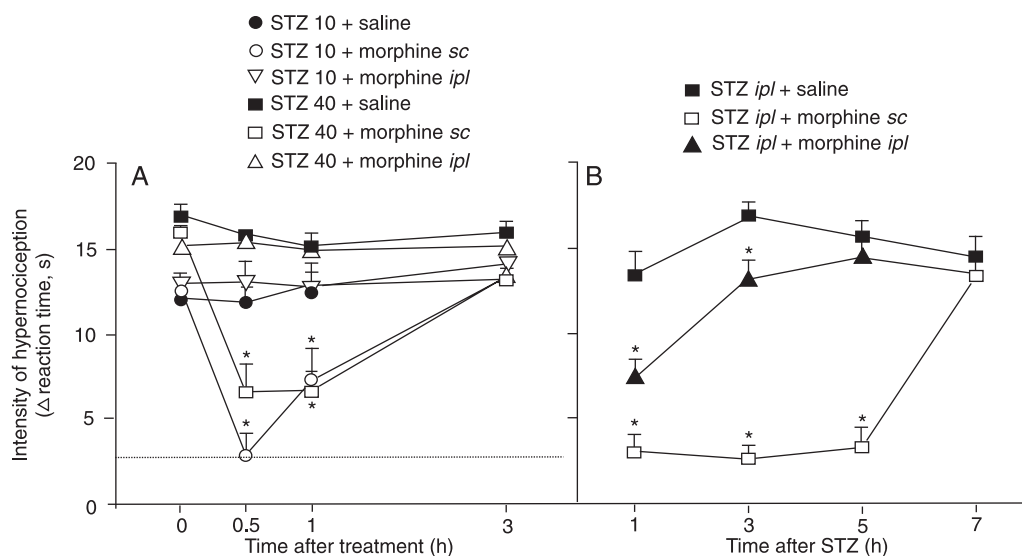 STZ 10 + saline
STZ 10 + morphine sc
STZ 10 + morphine ipl
STZ 40 + saline
STZ 40 + morphine sc
STZ 40 + morphine ipl
STZ ipl + saline
STZ ipl + morphine sc
STZ ipl + morphine ipl
Intensity of hypernociception
(Δ reaction time, s)
20
15
10
5
0
A
*
*
*
*
0
0.5
1
3
Time after treatment (h)
B
*
*
*
*
*
1
3
5
7
Time after STZ (h)